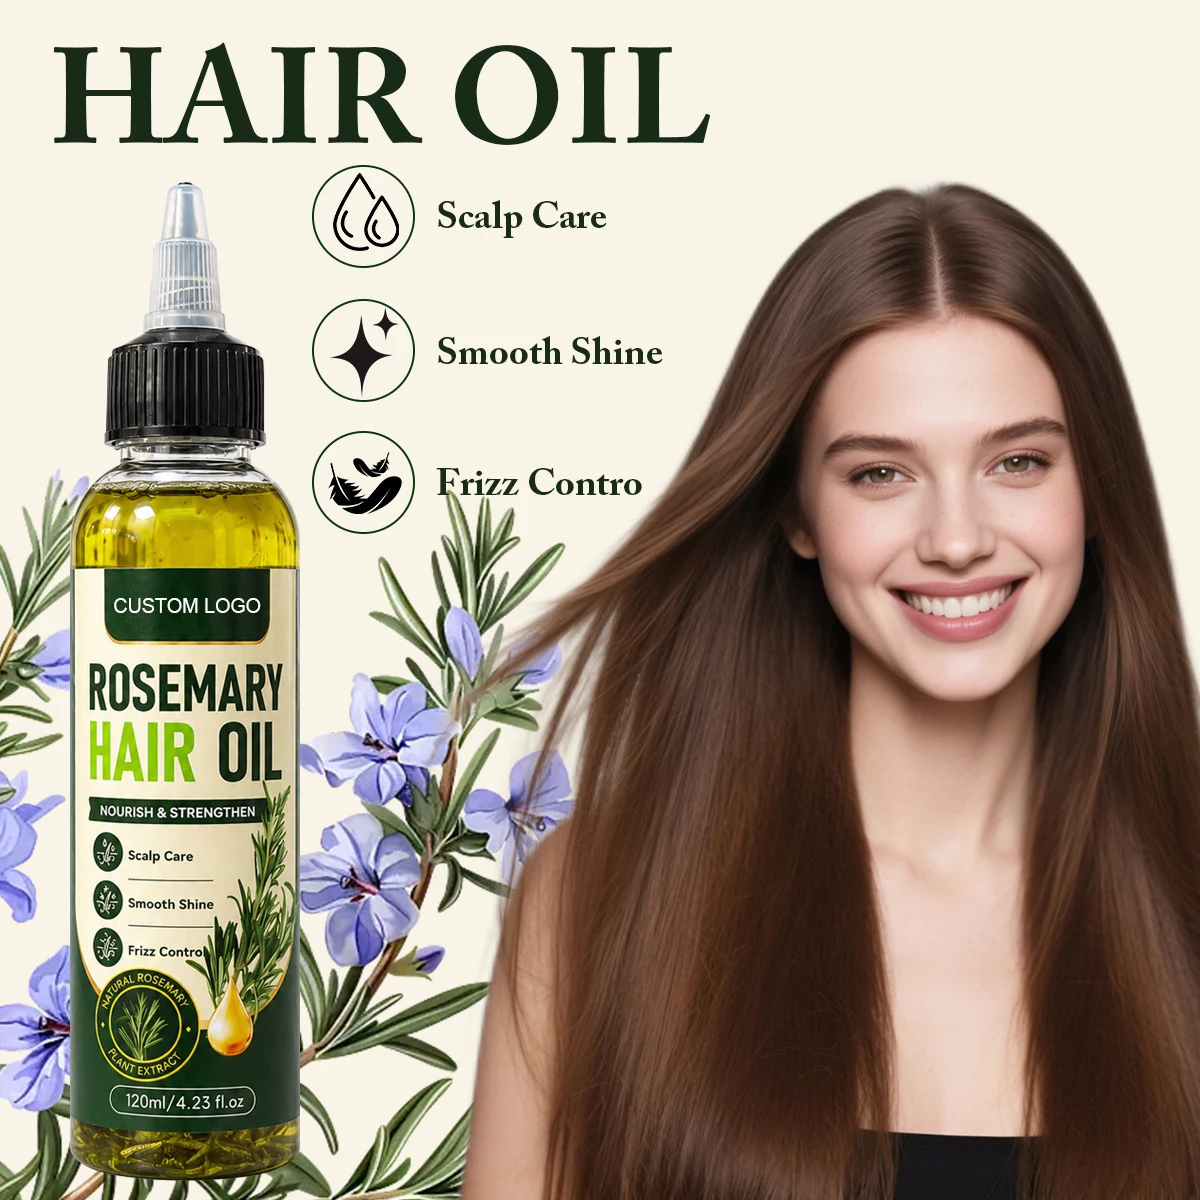 HAIR OIL
Scalp Care
Smooth Shine
Frizz Contro
CUSTOM LOGO
ROSEMARY
HAIR OIL
NOURISH & STRENGTHEN
Scalp Care
Smooth Shine
Frizz Control
NATURAL ROSEMARY
PLANT EXTRACT
120ml/4.23 fl.oz